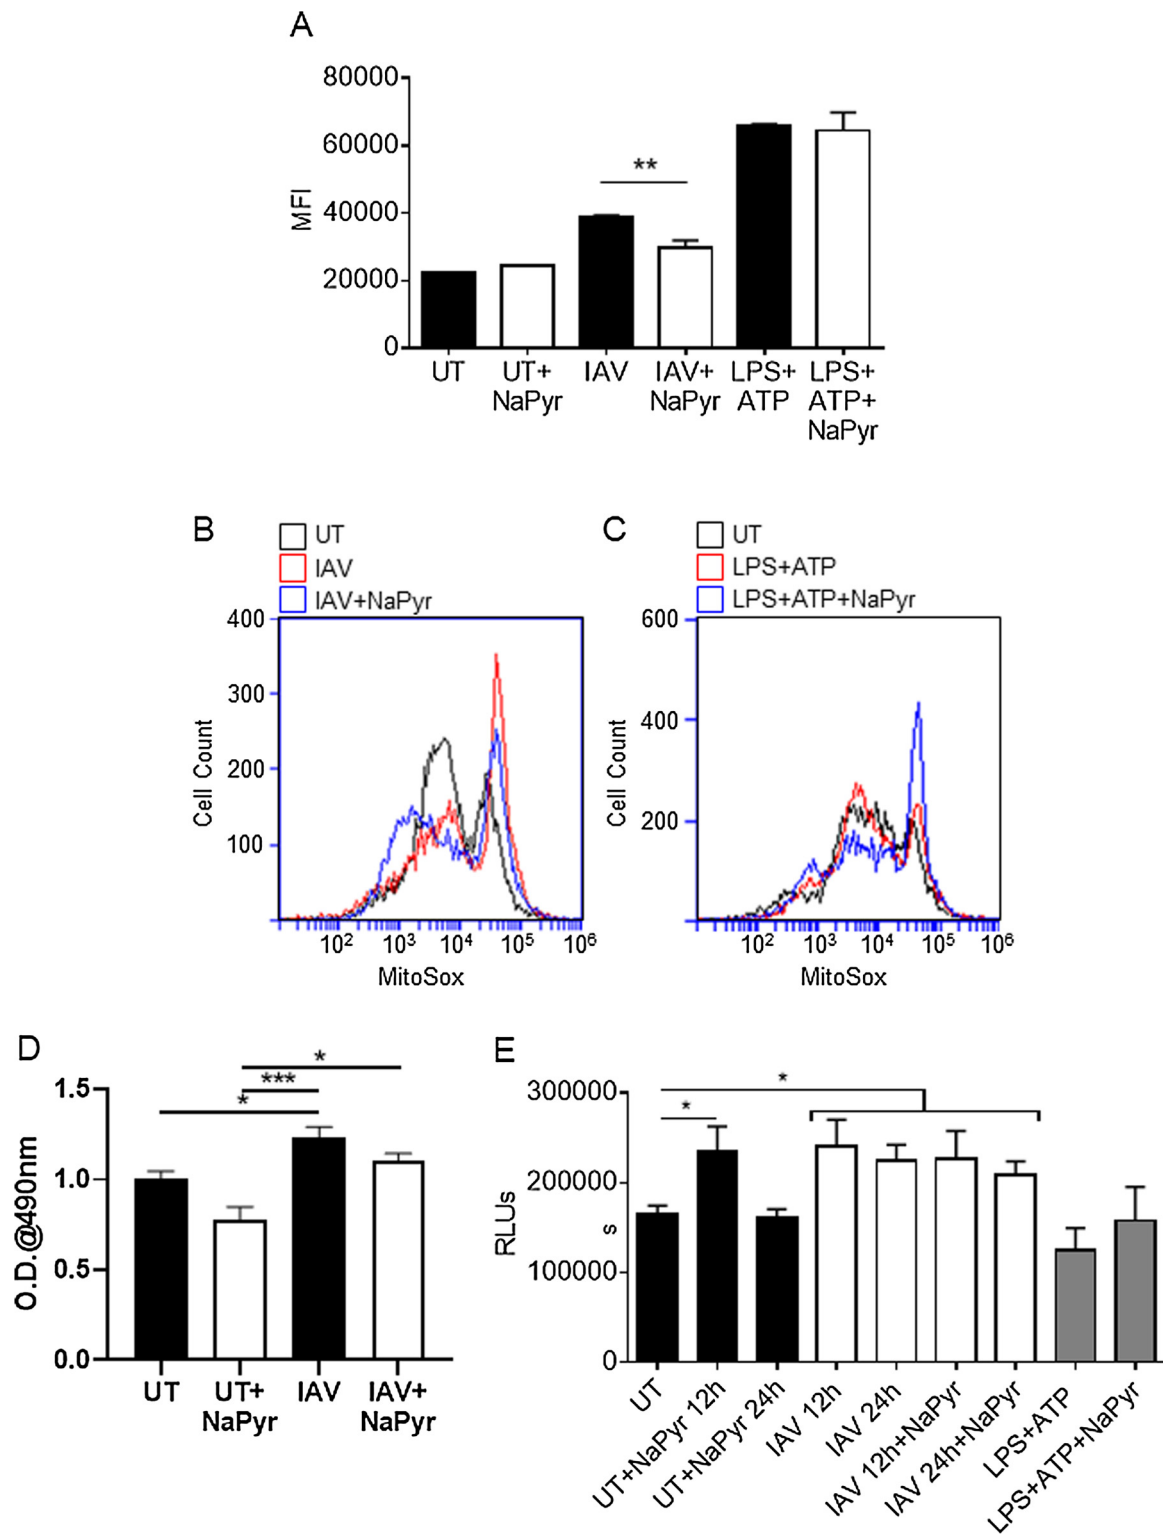 A
80000
60000
40000
20000
0
MFI
**
UT
UT+
NaPyr
IAV
IAV+
NaPyr
LPS+
ATP
LPS+
ATP+
NaPyr
B
UT
IAV
IAV+NaPyr
400
300
200
100
Cell Count
10² 10³ 10⁴ 10⁵ 10⁶
MitoSox
C
UT
LPS+ATP
LPS+ATP+NaPyr
600
400
200
Cell Count
10² 10³ 10⁴ 10⁵ 10⁶
MitoSox
D
*
***
*
1.5
1.0
0.5
0.0
O.D.@490nm
UT
UT+
NaPyr
IAV
IAV+
NaPyr
E
*
*
300000
200000
100000
0
RLUs
s
UT
UT+NaPyr 12h
UT+NaPyr 24h
IAV 12h
IAV 24h
IAV 12h+NaPyr
IAV 24h+NaPyr
LPS+ATP
LPS+ATP+NaPyr